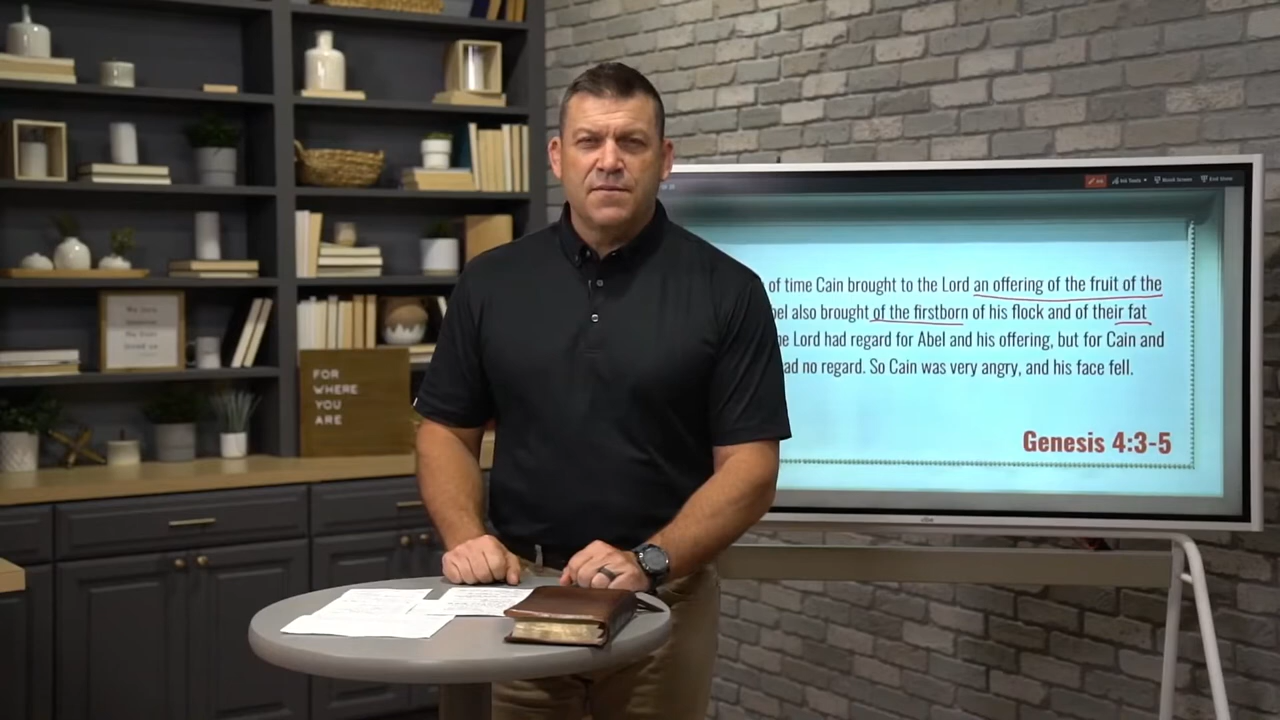 of time Cain brought to the Lord an offering of the fruit of the
also brought of the firstborn of his flock and of their fat
Lord had regard for Abel and his offering, but for Cain and
no regard. So Cain was very angry, and his face fell.
Genesis 4:3-5
FOR
WHERE
YOU
ARE